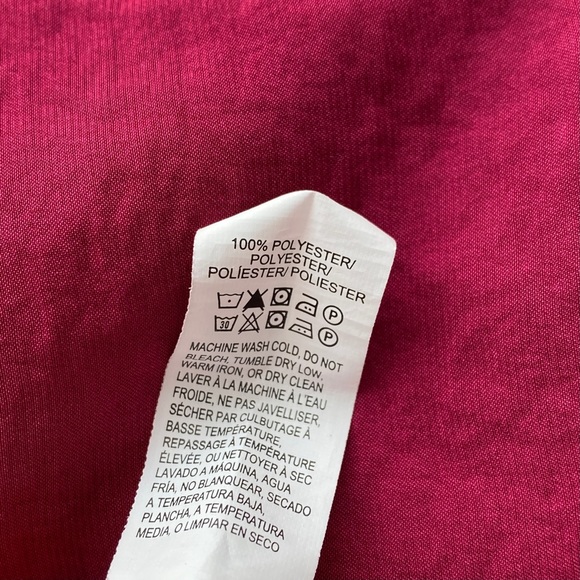 100% POLYESTER/
POLYESTER/
POLÍESTER/ POLIESTER
P
30 P
MACHINE WASH COLD, DO NOT
BLEACH, TUMBLE DRY LOW,
WARM IRON, OR DRY CLEAN
LAVER À LA MACHINE À L'EAU
FROIDE, NE PAS JAVELLISER,
SÉCHER PAR CULBUTAGE À
BASSE TEMPÉRATURE,
REPASSAGE À TEMPÉRATURE
ÉLEVÉE, OU NETTOYER À SEC
LAVADO A MÁQUINA, AGUA
FRÍA, NO BLANQUEAR, SECADO
A TEMPERATURA BAJA,
PLANCHA, A TEMPERATURA
MEDIA, O LIMPIAR EN SECO